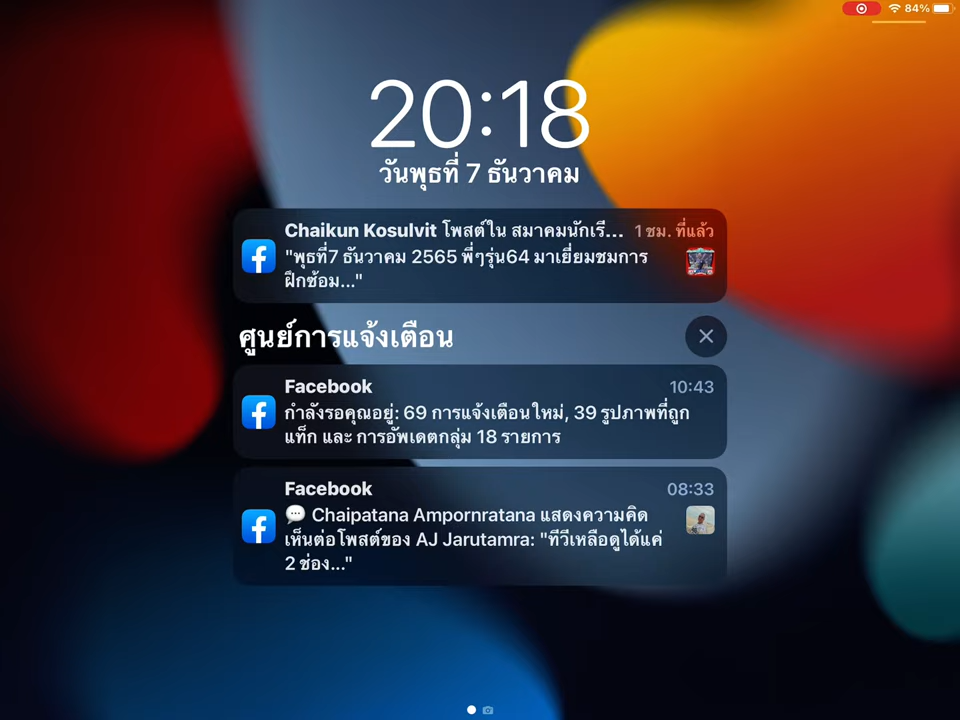 84%
20:18
วันพุธที่ 7 ธันวาคม
Chaikun Kosulvit โพสต์ใน สมาคมนักเรี... 1 ชม. ที่แล้ว
"พุธที่7 ธันวาคม 2565 พี่ๆรุ่น64 มาเยี่ยมชมการ
ฝึกซ้อม..."
ศูนย์การแจ้งเตือน
Facebook 10:43
กำลังรอคุณอยู่: 69 การแจ้งเตือนใหม่, 39 รูปภาพที่ถูก
แท็ก และ การอัพเดตกลุ่ม 18 รายการ
Facebook 08:33
💬 Chaipatana Ampornratana แสดงความคิด
เห็นต่อโพสต์ของ AJ Jarutamra: "ทีวีเหลือดูได้แค่
2 ช่อง..."